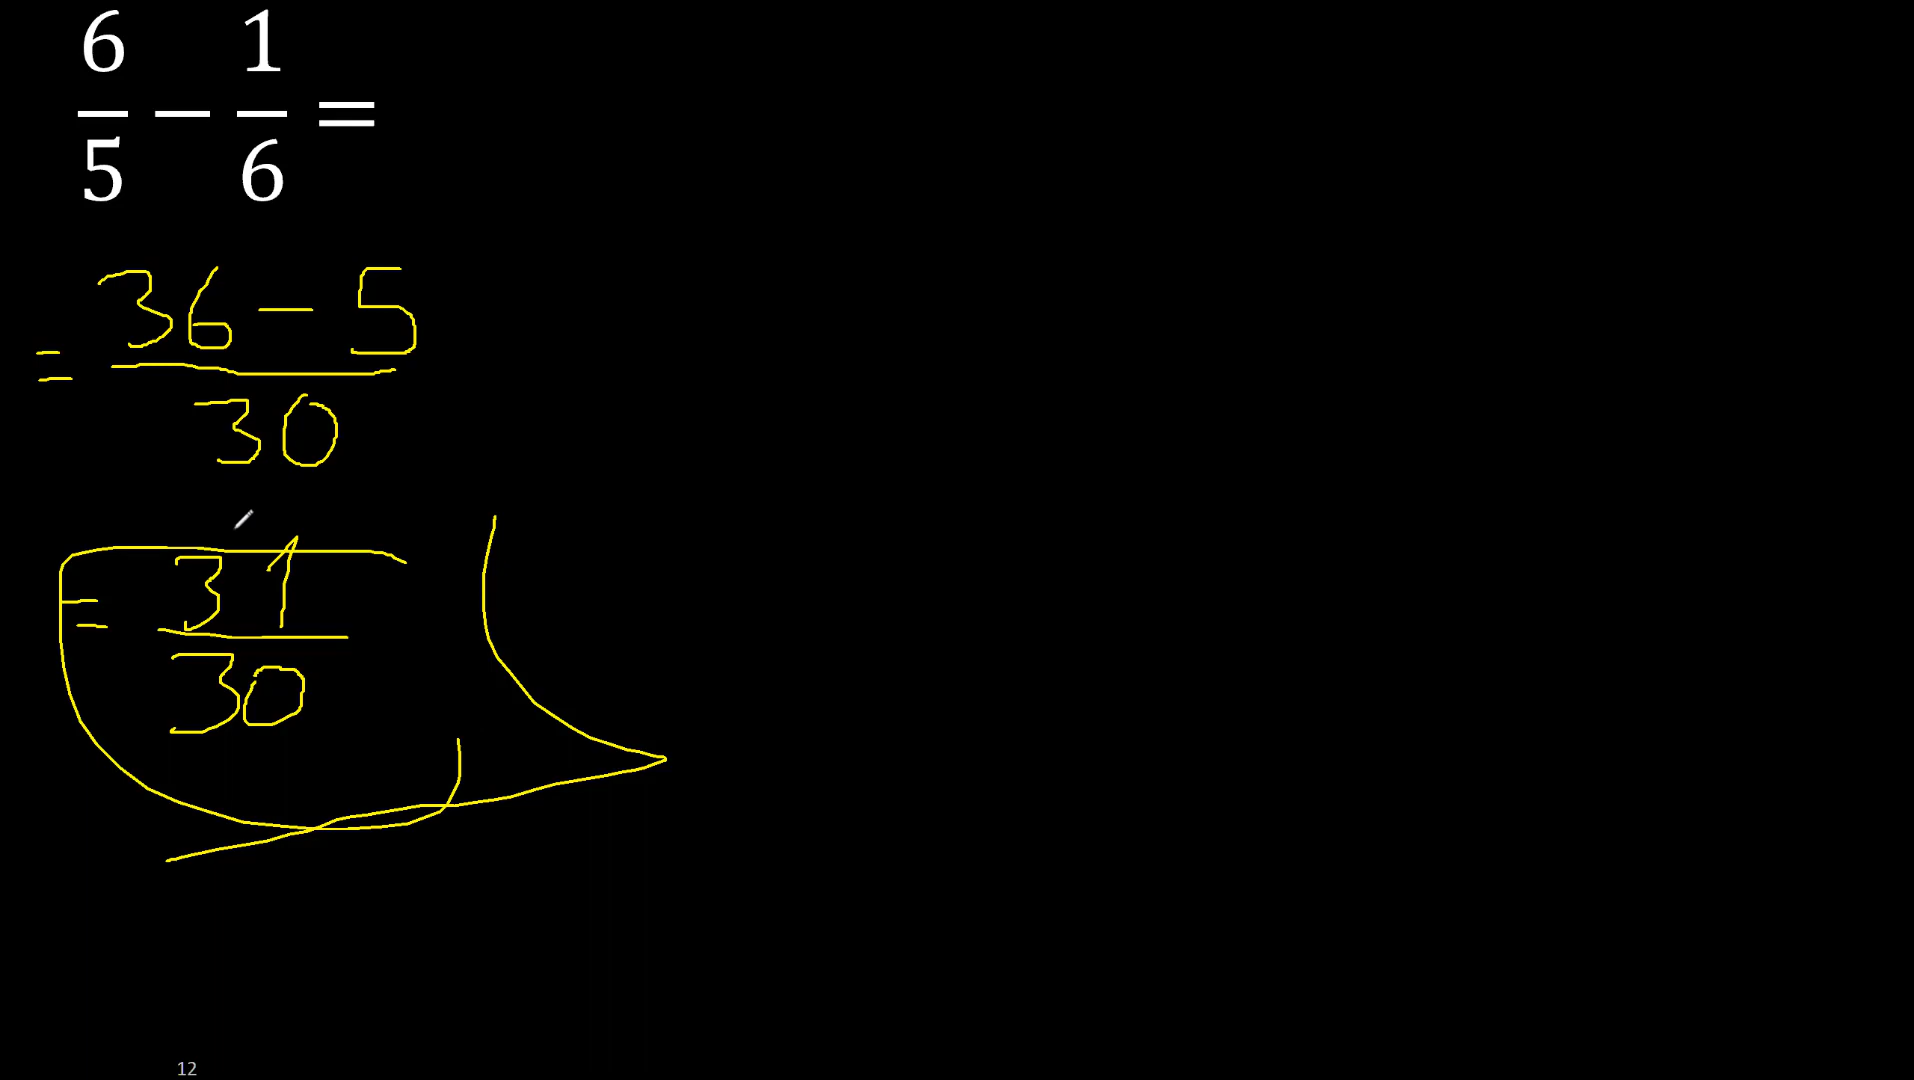 6/5 − 1/6 =
= (36 − 5)/30
= 31/30
12